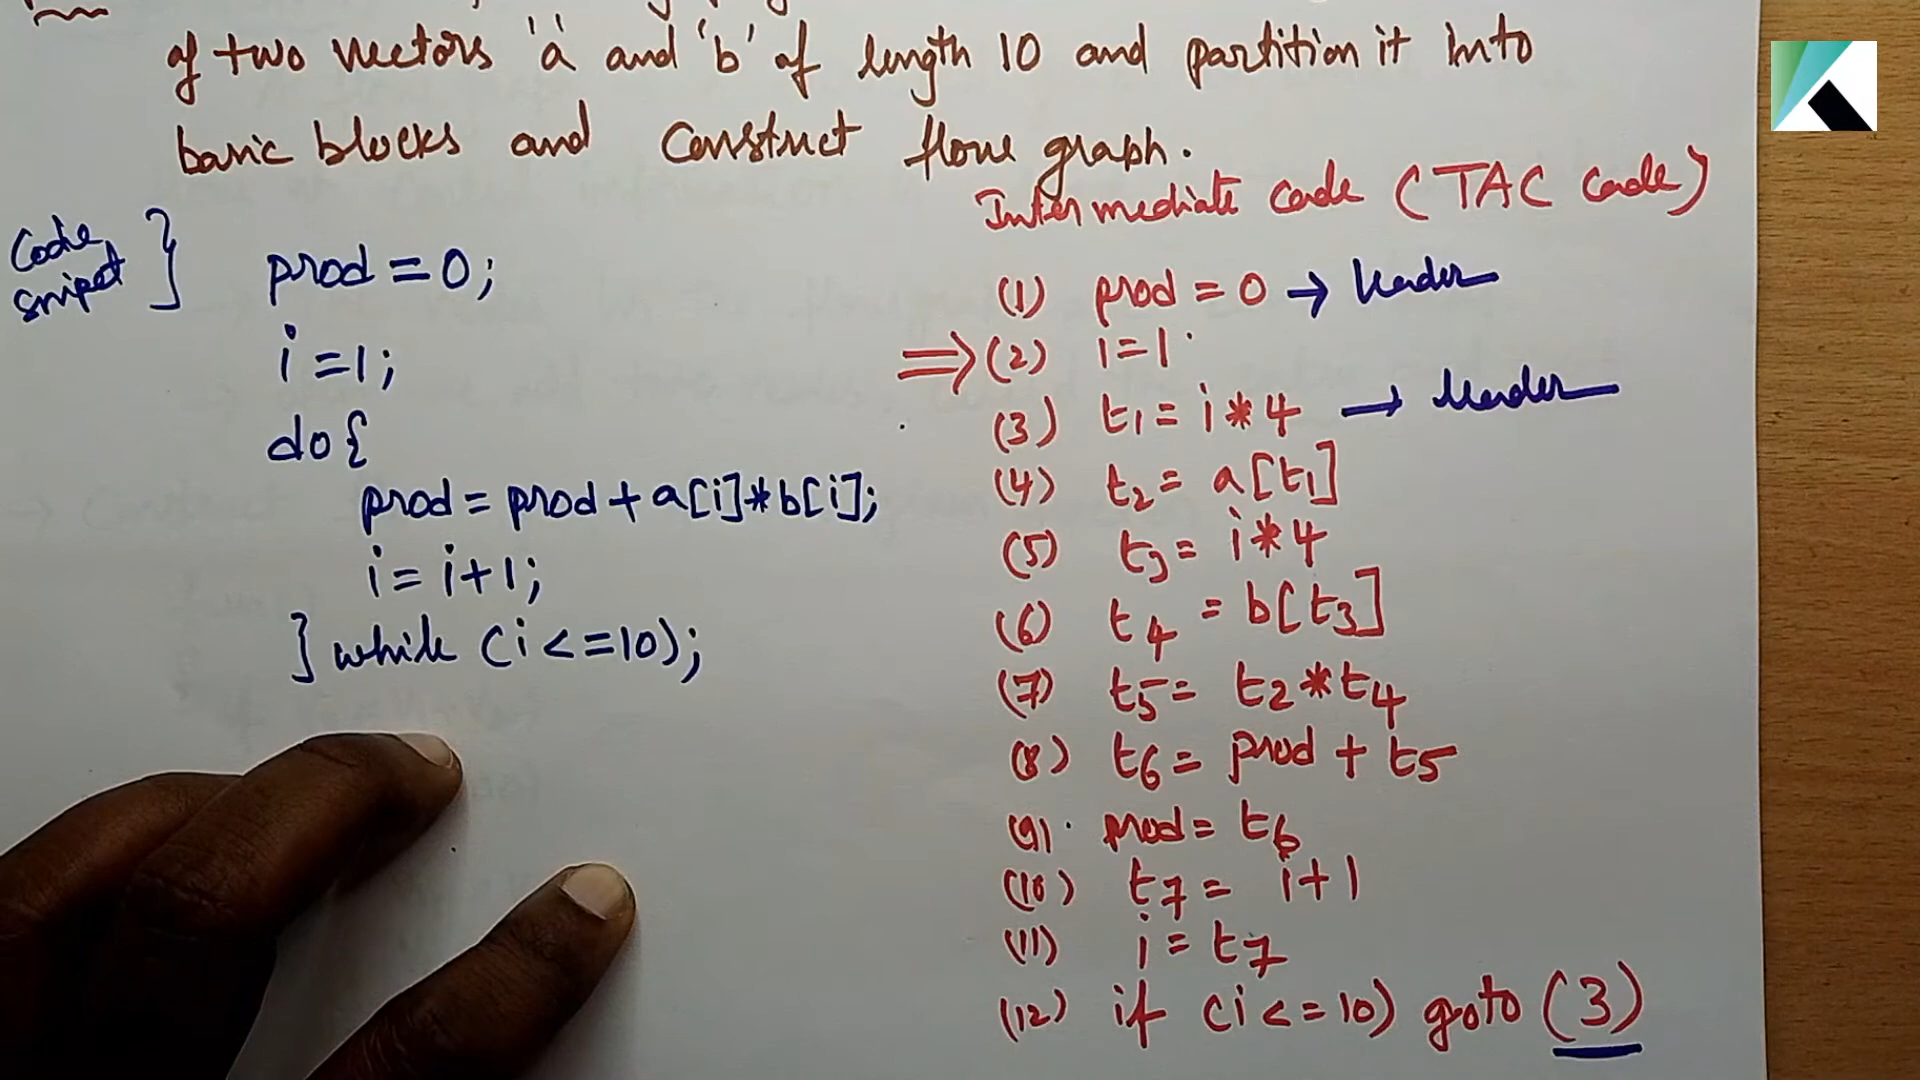 of two vectors 'a' and 'b' of length 10 and partition it into
basic blocks and construct flow graph.
Intermediate code (TAC code)
Code
snipet }
prod = 0;
i = 1;
do {
prod = prod + a[i] * b[i];
i = i+1;
} while (i <= 10);
(1) prod = 0 → leader
⇒ (2) i = 1
(3) t1 = i * 4 → leader
(4) t2 = a[t1]
(5) t3 = i * 4
(6) t4 = b[t3]
(7) t5 = t2 * t4
(8) t6 = prod + t5
(9) prod = t6
(10) t7 = i + 1
(11) i = t7
(12) if (i <= 10) goto (3)